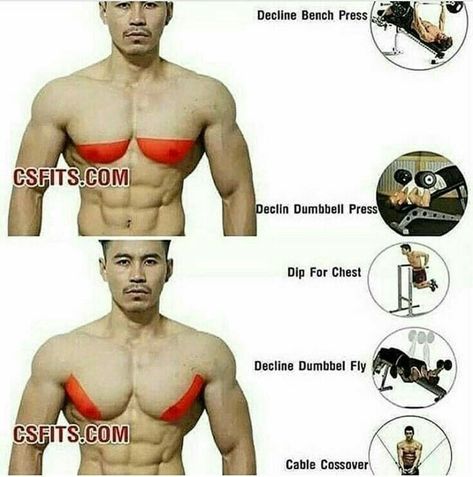 Decline Bench Press
CSFITS.COM
Declin Dumbbell Press
Dip For Chest
Decline Dumbbel Fly
CSFITS.COM
Cable Cossover